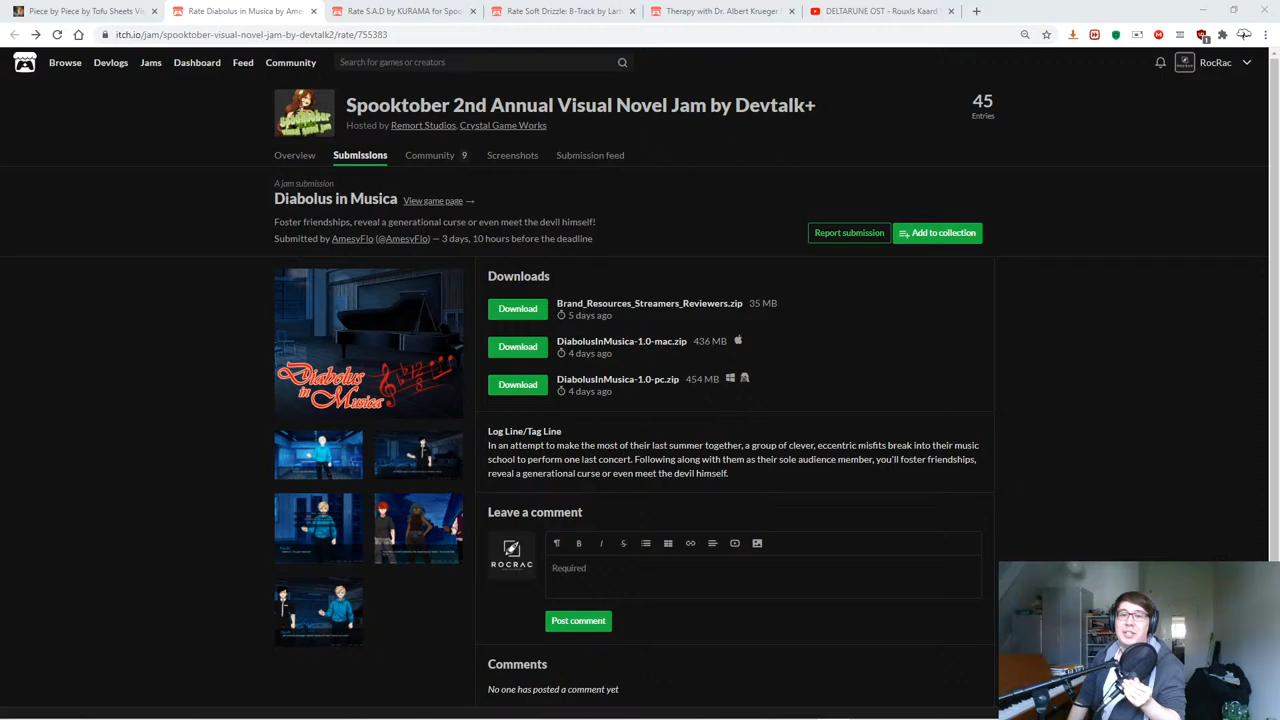 Piece by Piece by Tofu Sheets Vis
Rate Diabolus in Musica by Ame
Rate S.A.D by KURAMA for Spoo
Rate Soft Drizzle: B-Track by Lam
Therapy with Dr. Albert Krueger
DELTARUNE OST - Rouxls Kaard
itch.io/jam/spooktober-visual-novel-jam-by-devtalk2/rate/755383
1
Browse
Devlogs
Jams
Dashboard
Feed
Community
Search for games or creators
RocRac
Spooktober 2nd Annual Visual Novel Jam by Devtalk+
Hosted by Remort Studios, Crystal Game Works
45
Entries
Overview
Submissions
Community 9
Screenshots
Submission feed
A jam submission
Diabolus in Musica View game page →
Foster friendships, reveal a generational curse or even meet the devil himself!
Submitted by AmesyFlo (@AmesyFlo) — 3 days, 10 hours before the deadline
Report submission
Add to collection
Diabolus in Musica
Downloads
Download
Brand_Resources_Streamers_Reviewers.zip 35 MB
5 days ago
Download
DiabolusInMusica-1.0-mac.zip 436 MB
4 days ago
Download
DiabolusInMusica-1.0-pc.zip 454 MB
4 days ago
Log Line/Tag Line
In an attempt to make the most of their last summer together, a group of clever, eccentric misfits break into their music
school to perform one last concert. Following along with them as their sole audience member, you'll foster friendships,
reveal a generational curse or even meet the devil himself.
Leave a comment
ROCRAC
Required
Post comment
Comments
No one has posted a comment yet